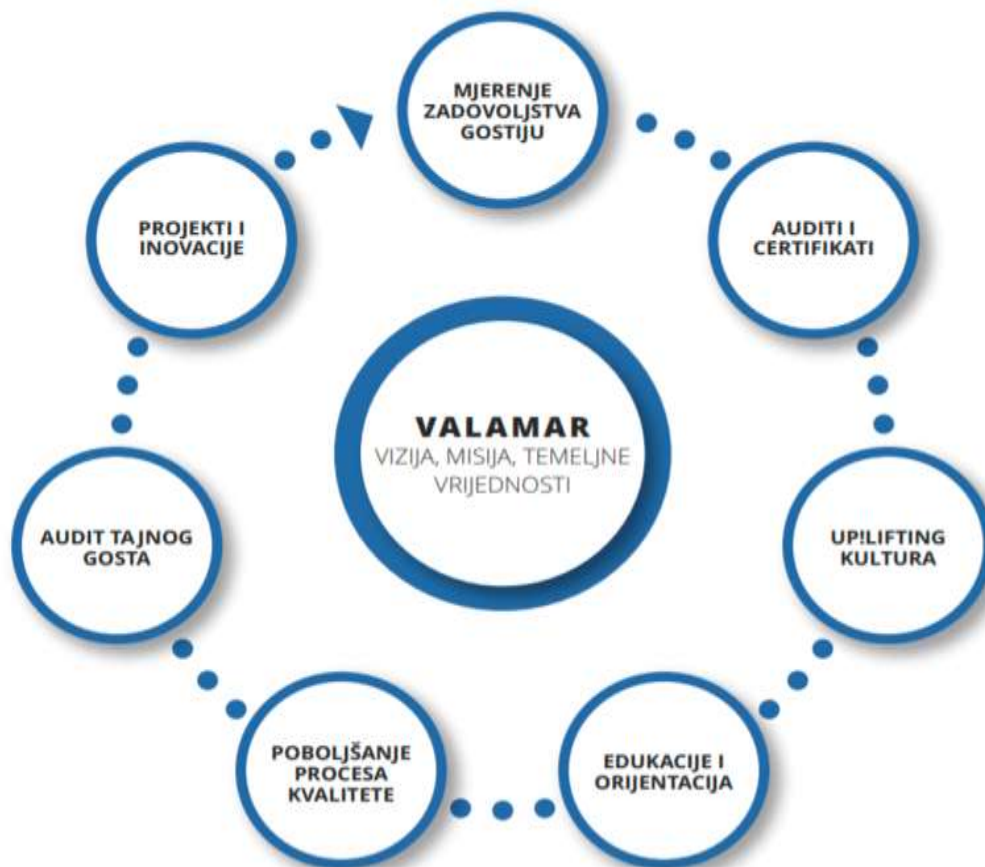 MJERENJE
ZADOVOLJSTVA
GOSTIJU
AUDITI I
CERTIFIKATI
UP!LIFTING
KULTURA
EDUKACIJE I
ORIJENTACIJA
POBOLJŠANJE
PROCESA
KVALITETE
AUDIT TAJNOG
GOSTA
PROJEKTI I
INOVACIJE
VALAMAR
VIZIJA, MISIJA, TEMELJNE
VRIJEDNOSTI